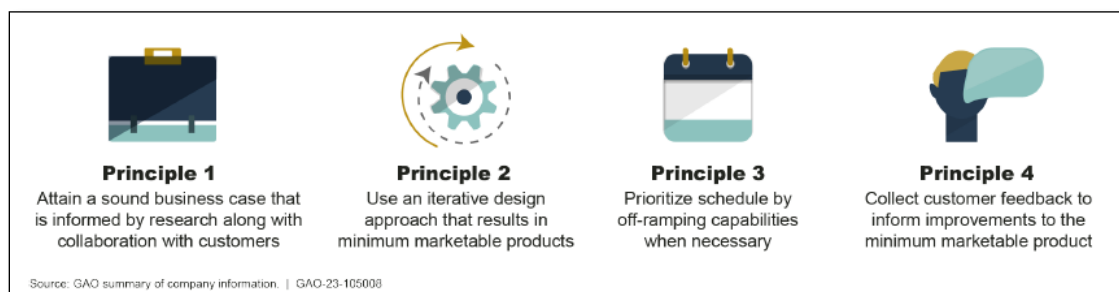 Principle 1
Attain a sound business case that
is informed by research along with
collaboration with customers
Principle 2
Use an iterative design
approach that results in
minimum marketable products
Principle 3
Prioritize schedule by
off-ramping capabilities
when necessary
Principle 4
Collect customer feedback to
inform improvements to the
minimum marketable product
Source: GAO summary of company information. | GAO-23-105008